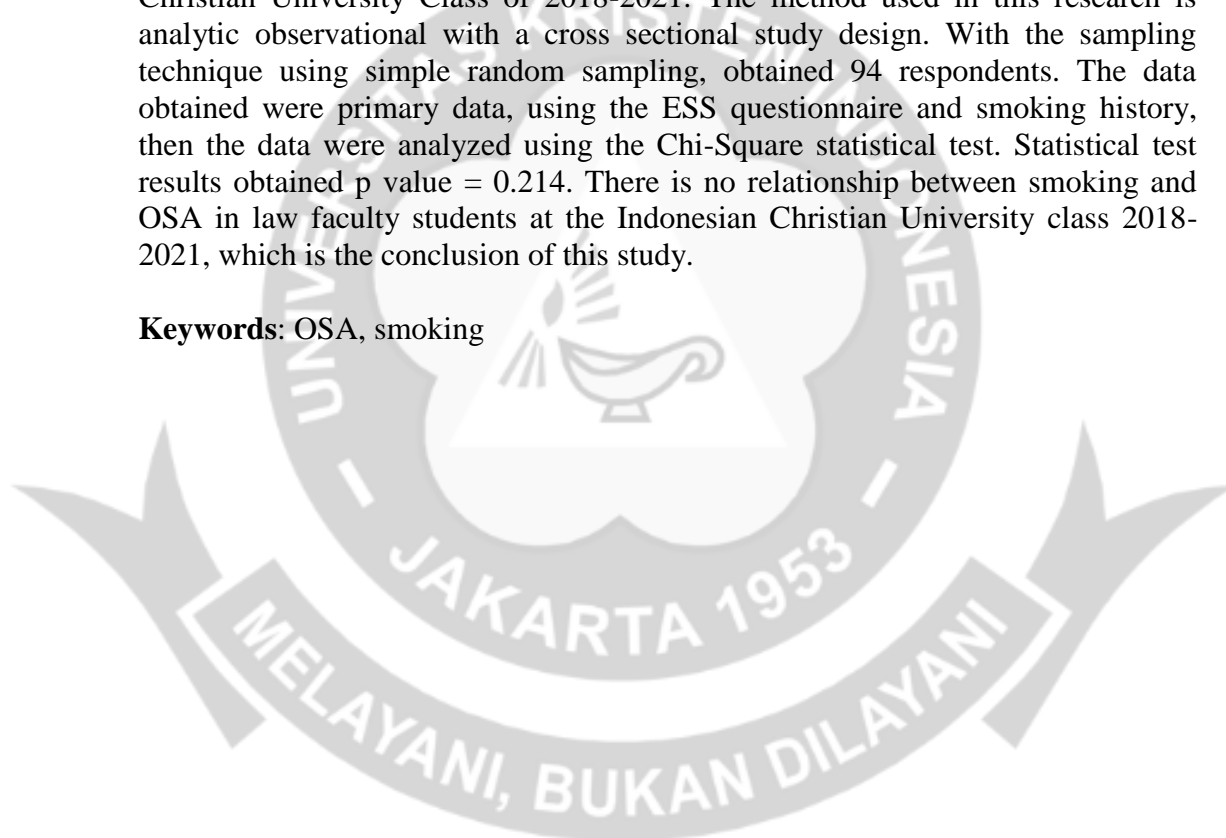 Christian University Class of 2018-2021. The method used in this research is
analytic observational with a cross sectional study design. With the sampling
technique using simple random sampling, obtained 94 respondents. The data
obtained were primary data, using the ESS questionnaire and smoking history,
then the data were analyzed using the Chi-Square statistical test. Statistical test
results obtained p value = 0.214. There is no relationship between smoking and
OSA in law faculty students at the Indonesian Christian University class 2018-
2021, which is the conclusion of this study.
Keywords: OSA, smoking
UNIVERSITAS KRISTEN INDONESIA
JAKARTA 1953
MELAYANI, BUKAN DILAYANI